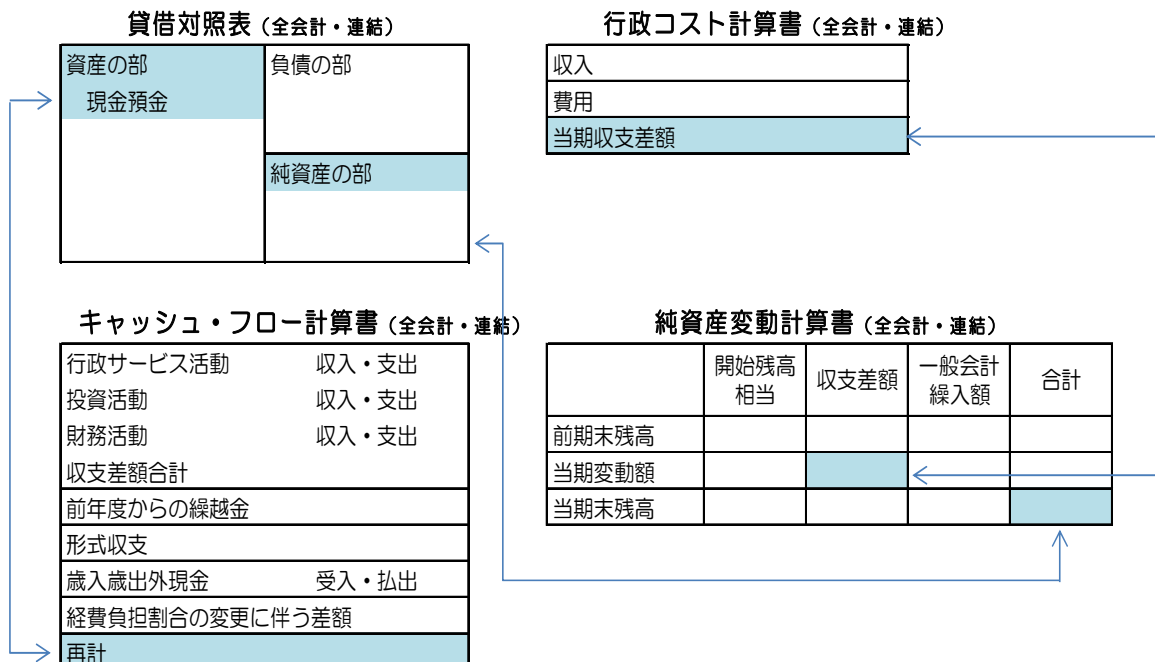 貸借対照表（全会計・連結）
資産の部
現金預金
負債の部
純資産の部
行政コスト計算書（全会計・連結）
収入
費用
当期収支差額
キャッシュ・フロー計算書（全会計・連結）
行政サービス活動 収入・支出
投資活動 収入・支出
財務活動 収入・支出
収支差額合計
前年度からの繰越金
形式収支
歳入歳出外現金 受入・払出
経費負担割合の変更に伴う差額
再計
純資産変動計算書（全会計・連結）
開始残高
相当
収支差額
一般会計
繰入額
合計
前期末残高
当期変動額
当期末残高